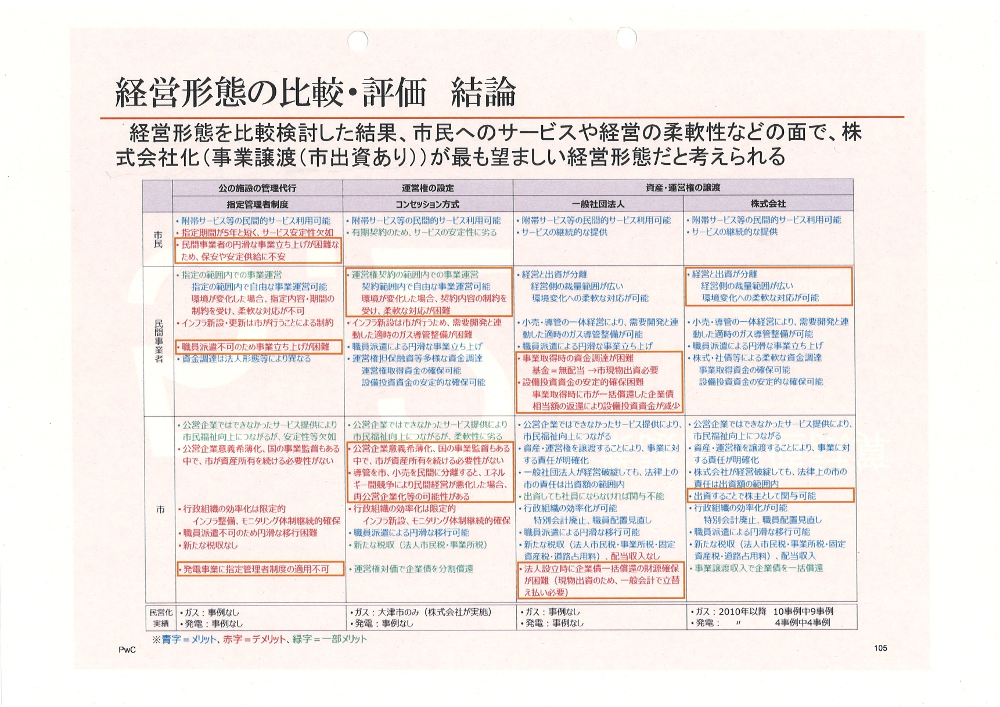 経営形態の比較・評価　結論
経営形態を比較検討した結果、市民へのサービスや経営の柔軟性などの面で、株
式会社化（事業譲渡（市出資あり））が最も望ましい経営形態だと考えられる
公の施設の管理代行
運営権の設定
資産・運営権の譲渡
指定管理者制度
コンセッション方式
一般社団法人
株式会社
市民
・附帯サービス等の民間的サービス利用可能
・指定期間が5年と短く、サービス安定性欠如
・民間事業者の円滑な事業立ち上げが困難な
ため、保安や安定供給に不安
・附帯サービス等の民間的サービス利用可能
・有期契約のため、サービスの安定性に劣る
・附帯サービス等の民間的サービス利用可能
・サービスの継続的な提供
・附帯サービス等の民間的サービス利用可能
・サービスの継続的な提供
民間事業者
・指定の範囲内での事業運営
指定の範囲内で自由な事業運営可能
環境が変化した場合、指定内容・期間の
制約を受け、柔軟な対応が不可
・インフラ新設・更新は市が行うことによる制約
・職員派遣不可のため事業立ち上げが困難
・資金調達は法人形態等により異なる
・運営権契約の範囲内での事業運営
契約範囲内で自由な事業運営可能
環境が変化した場合、契約内容の制約を
受け、柔軟な対応が困難
・インフラ新設は市が行うため、需要開発と連
動した適時のガス導管整備が困難
・職員派遣による円滑な事業立ち上げ
・運営権担保融資等多様な資金調達
運営権取得資金の確保可能
設備投資資金の安定的な確保可能
・経営と出資が分離
経営側の裁量範囲が広い
環境変化への柔軟な対応が可能
・小売・導管の一体経営により、需要開発と連
動した適時のガス導管整備が可能
・職員派遣による円滑な事業立ち上げ
・事業取得時の資金調達が困難
基金＝無配当 →市現物出資必要
・設備投資資金の安定的確保困難
事業取得時に市が一括償還した企業債
相当額の返還により設備投資資金が減少
・経営と出資が分離
経営側の裁量範囲が広い
環境変化への柔軟な対応が可能
・小売・導管の一体経営により、需要開発と連
動した適時のガス導管整備が可能
・職員派遣による円滑な事業立ち上げ
・株式・社債等による柔軟な資金調達
事業取得資金の確保可能
設備投資資金の安定的な確保可能
市
・公営企業ではできなかったサービス提供により
市民福祉向上につながるが、安定性等欠如
・公営企業意義希薄化、国の事業監督もある
中で、市が資産所有を続ける必要性がない
・行政組織の効率化は限定的
インフラ整備、モニタリング体制継続的確保
・職員派遣不可のため円滑な移行困難
・新たな税収なし
・発電事業に指定管理者制度の適用不可
・公営企業ではできなかったサービス提供により
市民福祉向上につながるが、柔軟性に劣る
・公営企業意義希薄化、国の事業監督もある
中で、市が資産所有を続ける必要性がない
・導管を市、小売を民間に分離すると、エネル
ギー間競争により民間経営が悪化した場合、
再公営企業化等の可能性がある
・行政組織の効率化は限定的
インフラ新設、モニタリング体制継続的確保
・職員派遣による円滑な移行可能
・新たな税収（法人市民税・事業所税）
・運営権対価で企業債を分割償還
・公営企業ではできなかったサービス提供により、
市民福祉向上につながる
・資産・運営権を譲渡することにより、事業に対
する責任が明確化
・一般社団法人が経営破綻しても、法律上の
市の責任は出資額の範囲内
・出資しても社員にならなければ関与不能
・行政組織の効率化が可能
特別会計廃止、職員配置見直し
・職員派遣による円滑な移行可能
・新たな税収（法人市民税・事業所税・固定
資産税・道路占用料）、配当収入なし
・法人設立時に企業債一括償還の財源確保
が困難（現物出資のため、一般会計で立替
え払い必要）
・公営企業ではできなかったサービス提供により、
市民福祉向上につながる
・資産・運営権を譲渡することにより、事業に対
する責任が明確化
・株式会社が経営破綻しても、法律上の市の
責任は出資額の範囲内
・出資することで株主として関与可能
・行政組織の効率化が可能
特別会計廃止、職員配置見直し
・職員派遣による円滑な移行可能
・新たな税収（法人市民税・事業所税・固定
資産税・道路占用料）、配当収入
・事業譲渡収入で企業債を一括償還
民営化
実績
・ガス：事例なし
・発電：事例なし
・ガス：大津市のみ（株式会社が実施）
・発電：事例なし
・ガス：事例なし
・発電：事例なし
・ガス：2010年以降 10事例中9事例
・発電： 〃 4事例中4事例
※青字＝メリット、赤字＝デメリット、緑字＝一部メリット
PwC
105